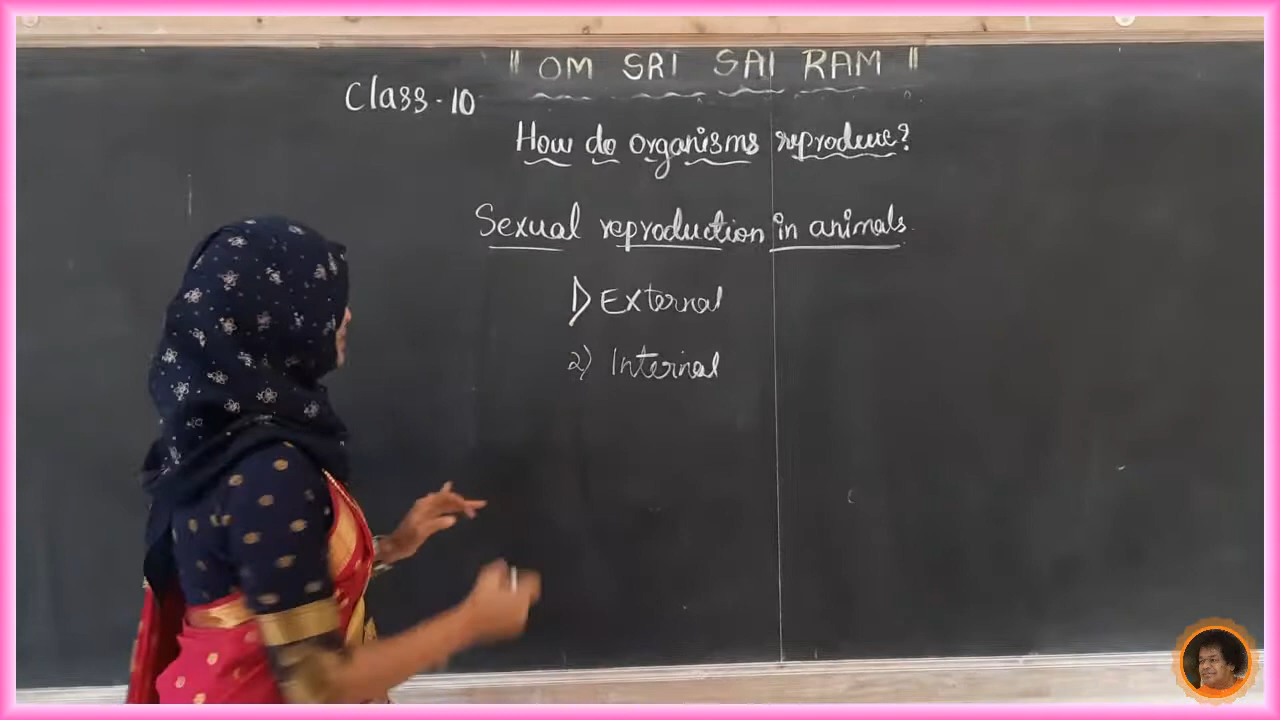 " OM SRI SAI RAM "
Class - 10
How do organisms reproduce?
Sexual reproduction in animals
1) External
2) Internal